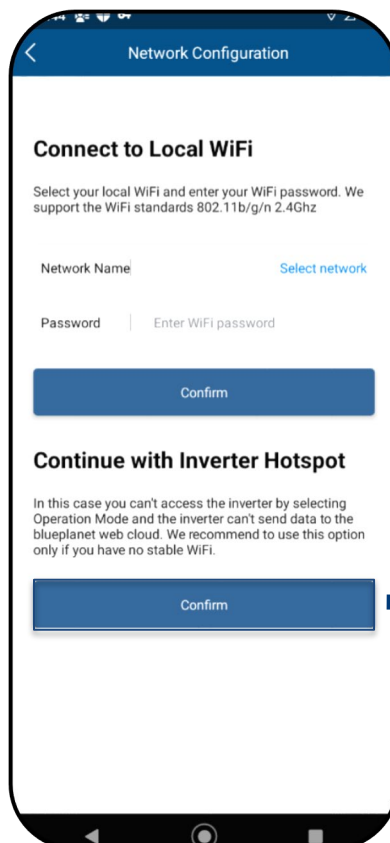 Network Configuration
Connect to Local WiFi
Select your local WiFi and enter your WiFi password. We
support the WiFi standards 802.11b/g/n 2.4Ghz
Network Name Select network
Password Enter WiFi password
Confirm
Continue with Inverter Hotspot
In this case you can't access the inverter by selecting
Operation Mode and the inverter can't send data to the
blueplanet web cloud. We recommend to use this option
only if you have no stable WiFi.
Confirm